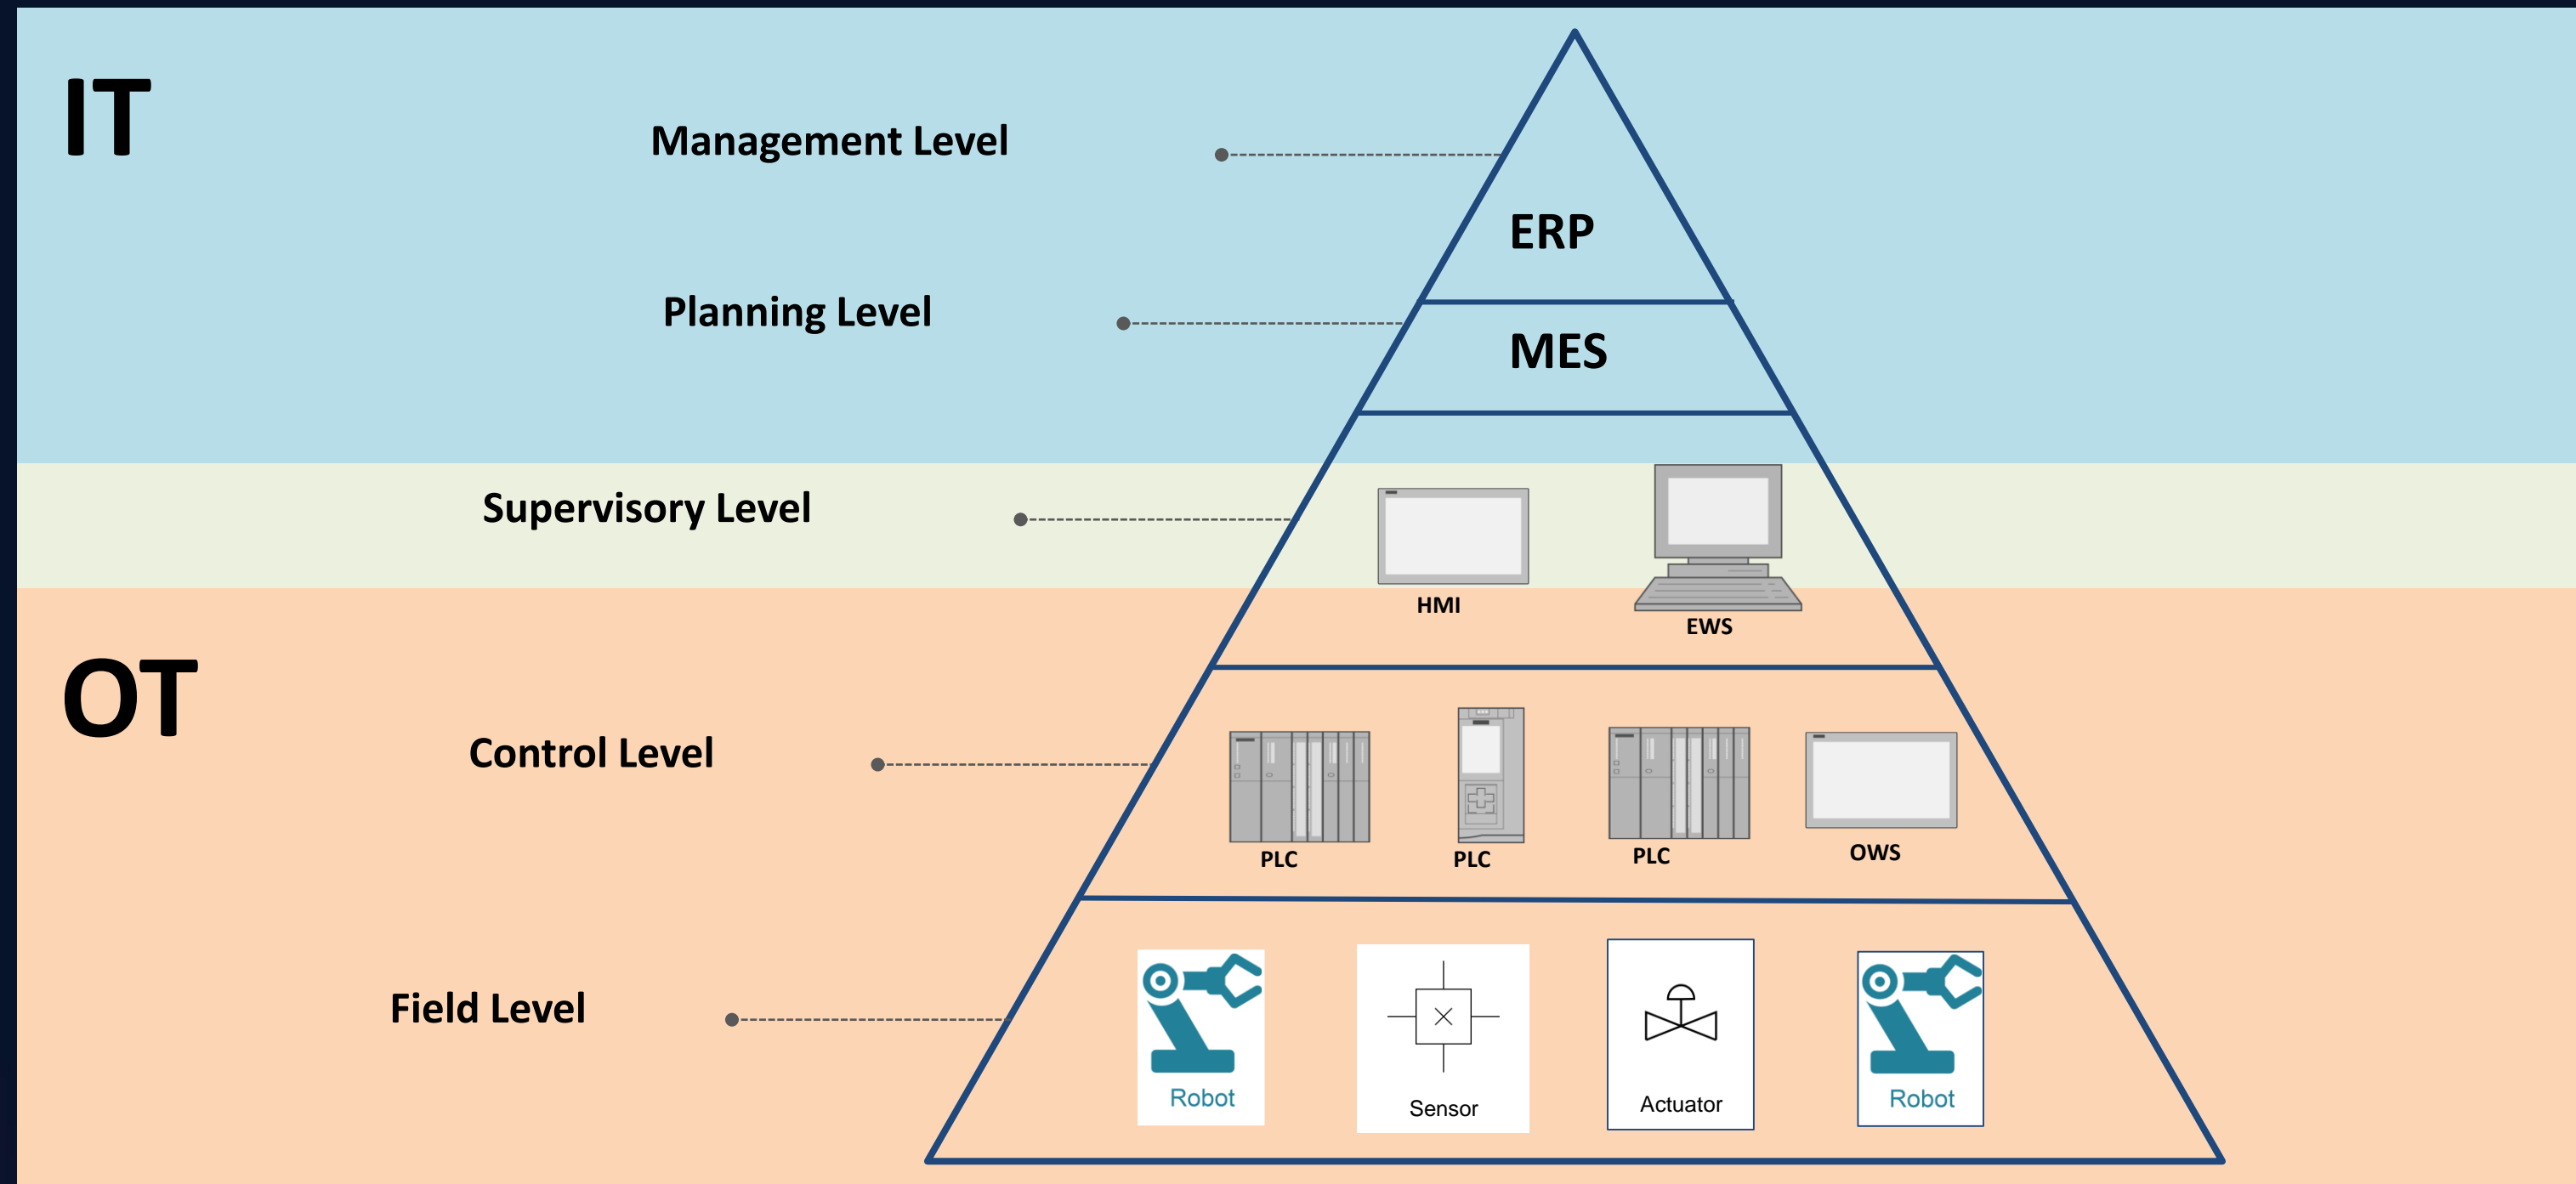 IT
Management Level
ERP
Planning Level
MES
Supervisory Level
HMI
EWS
OT
Control Level
PLC
PLC
PLC
OWS
Field Level
Robot
Sensor
Actuator
Robot